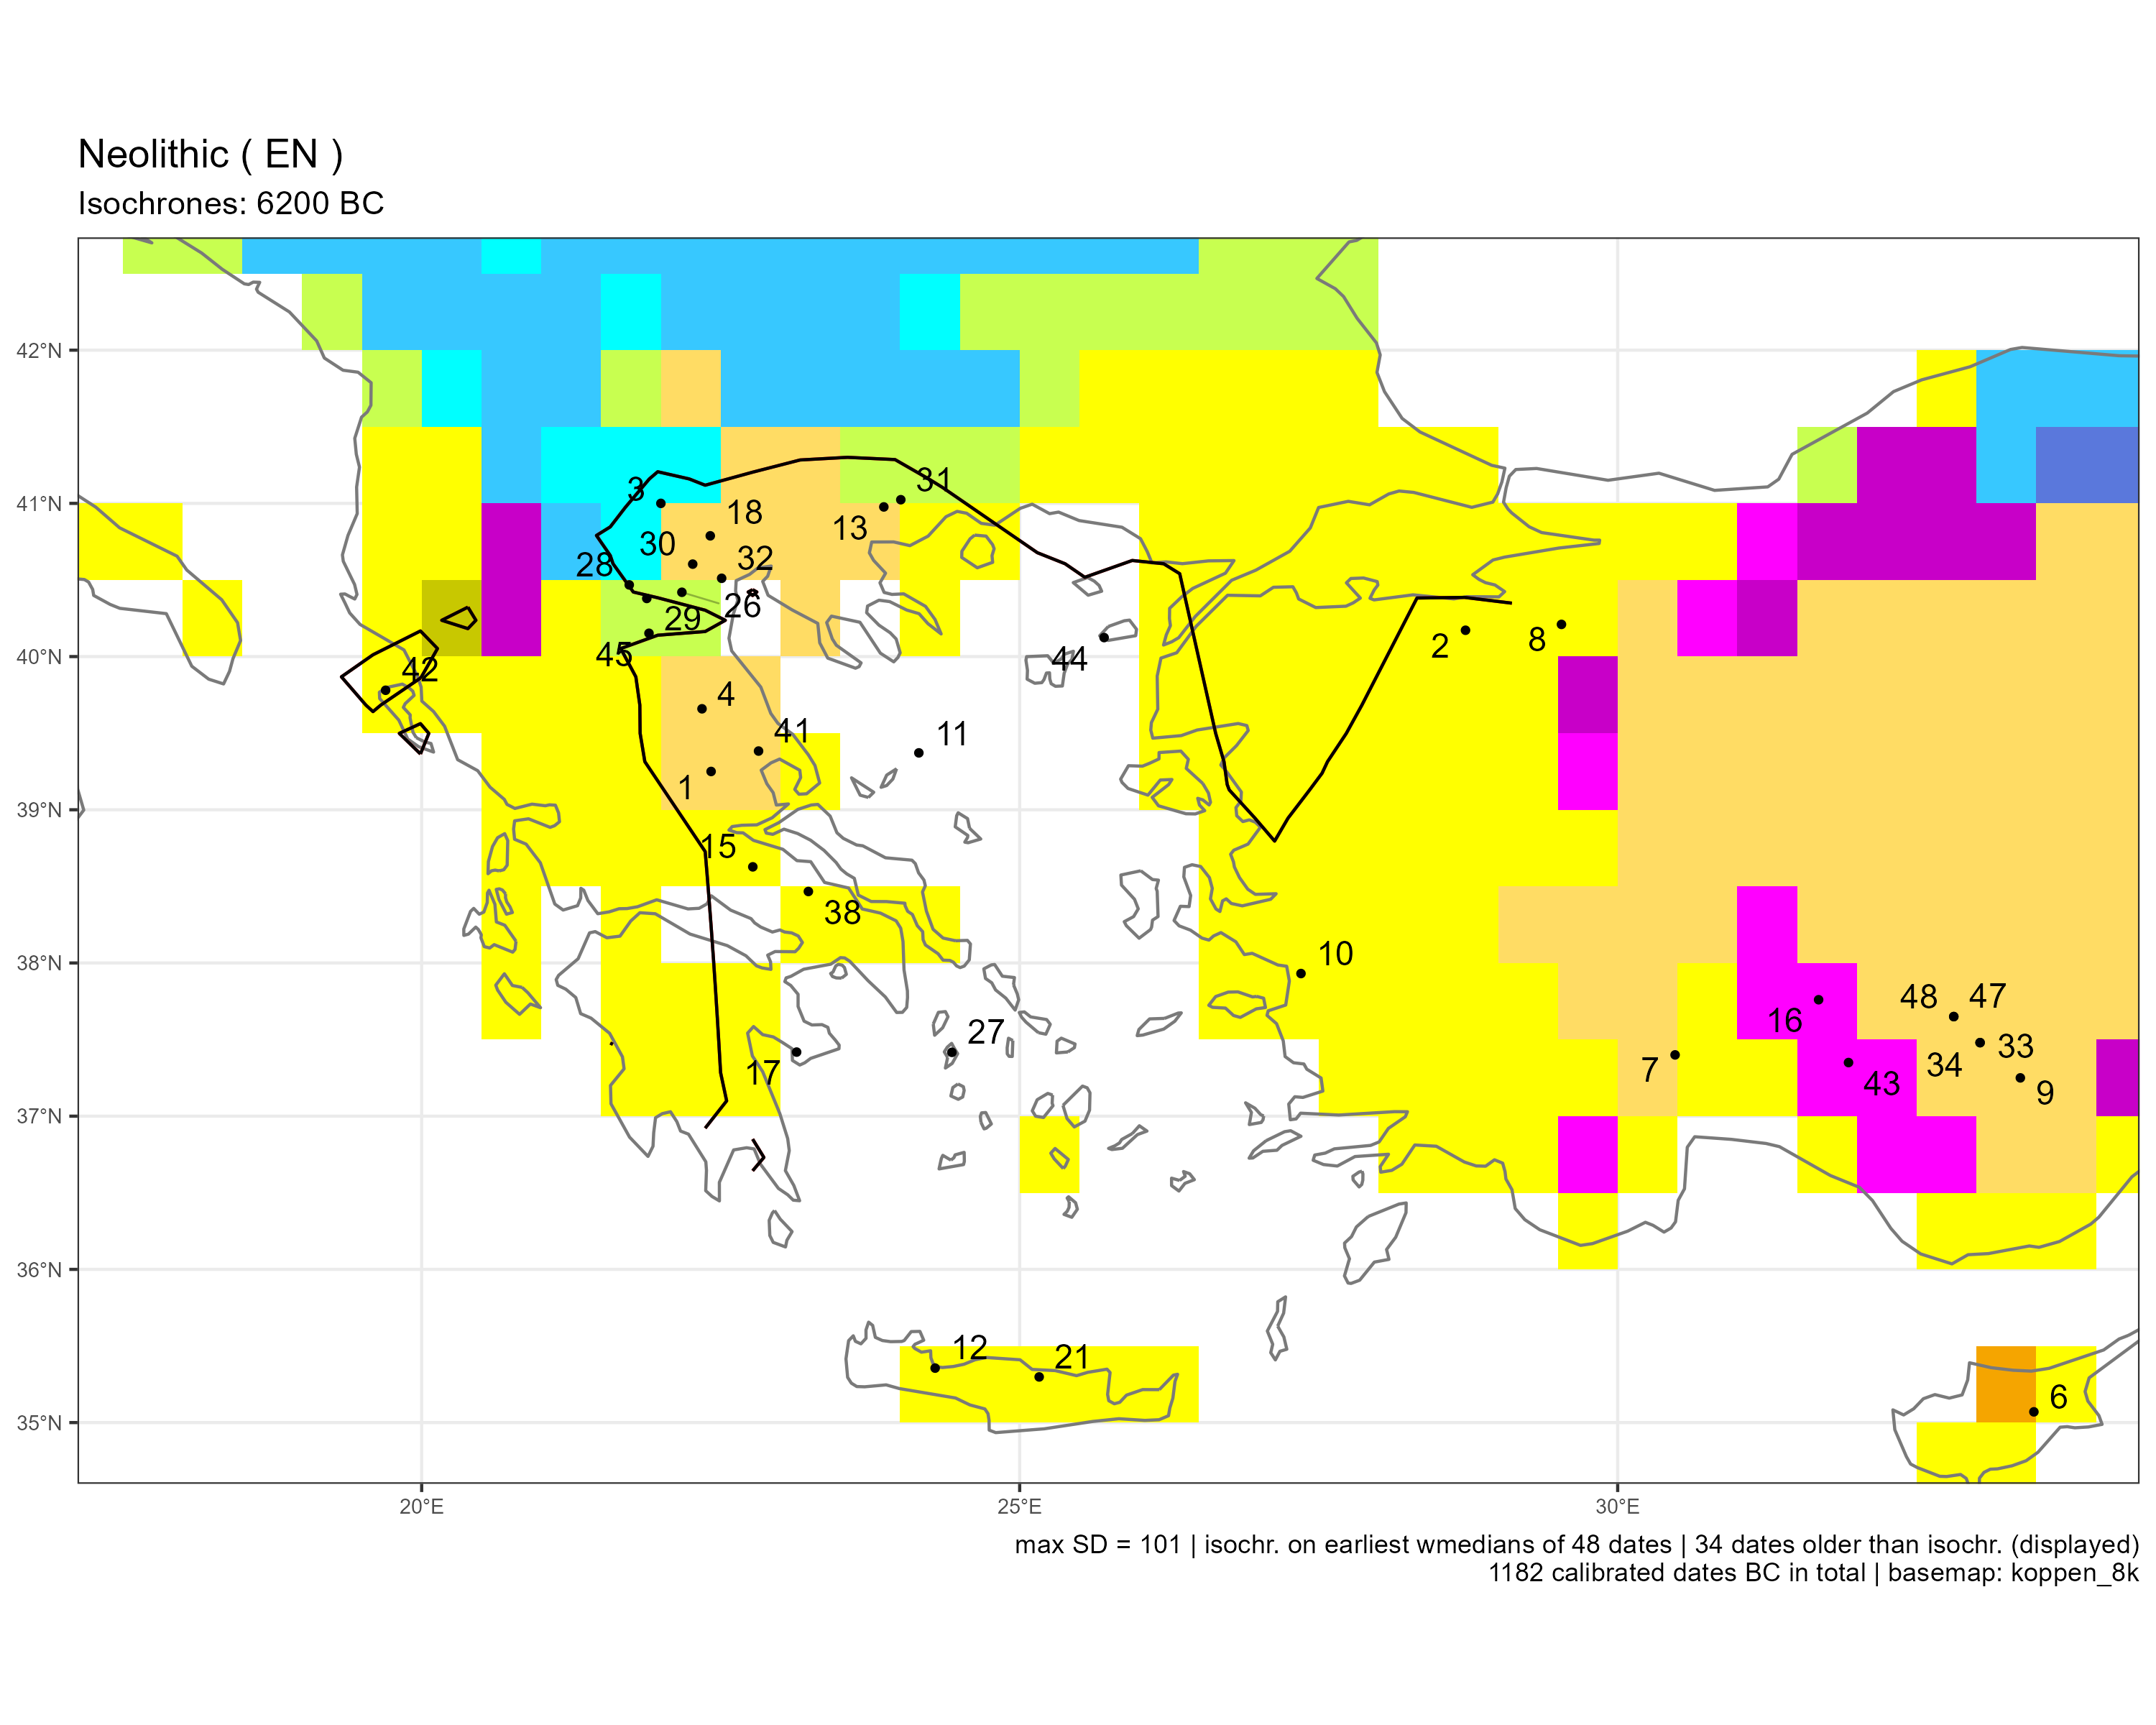 Neolithic ( EN )
Isochrones: 6200 BC
42°N
41°N
40°N
39°N
38°N
37°N
36°N
35°N
3
31
18
13
30
32
28
26
29
45
42
44
2
8
4
41
11
1
15
38
10
27
17
16
48
47
7
43
34
33
9
12
21
6
20°E
25°E
30°E
max SD = 101 | isochr. on earliest wmedians of 48 dates | 34 dates older than isochr. (displayed)
1182 calibrated dates BC in total | basemap: koppen_8k